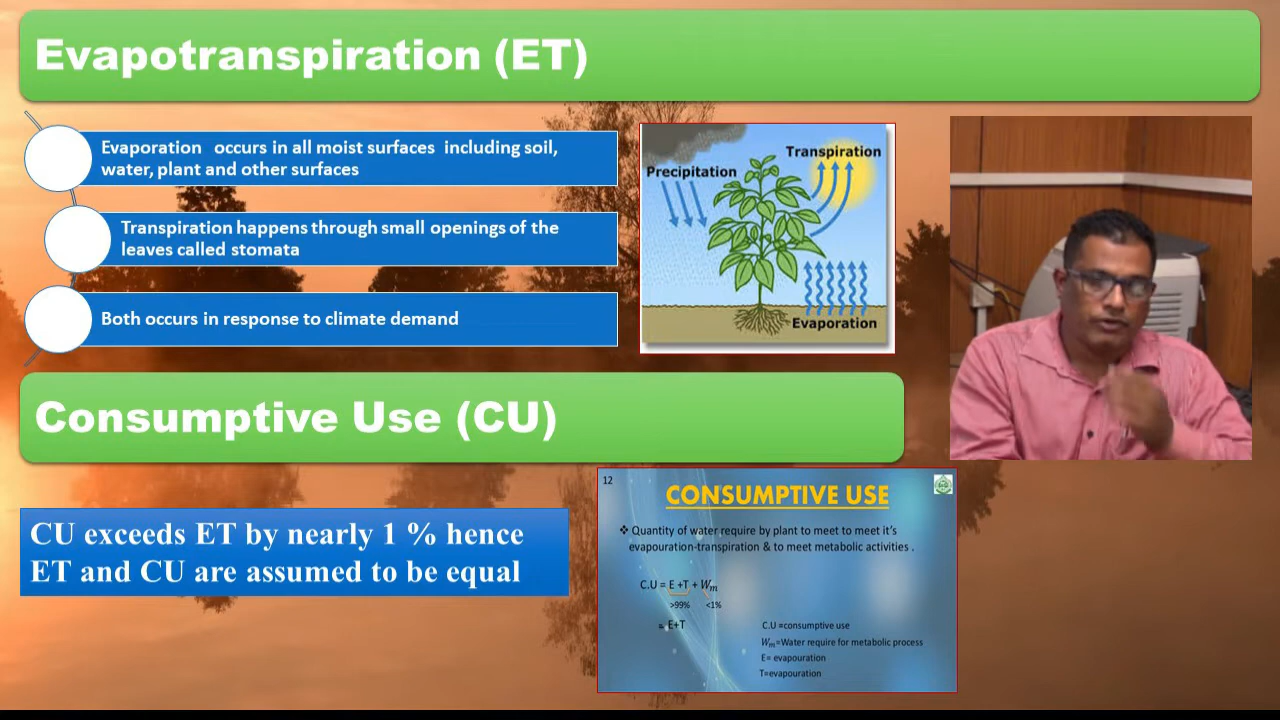 Evapotranspiration (ET)
Evaporation occurs in all moist surfaces including soil,
water, plant and other surfaces
Transpiration happens through small openings of the
leaves called stomata
Both occurs in response to climate demand
Precipitation
Transpiration
Evaporation
Consumptive Use (CU)
CU exceeds ET by nearly 1 % hence
ET and CU are assumed to be equal
12
CONSUMPTIVE USE
❖ Quantity of water require by plant to meet to meet it's
evapouration-transpiration & to meet metabolic activities .
C.U = E +T + Wm
>99% <1%
= E+T
C.U =consumptive use
Wm=Water require for metabolic process
E= evapouration
T=evapouration